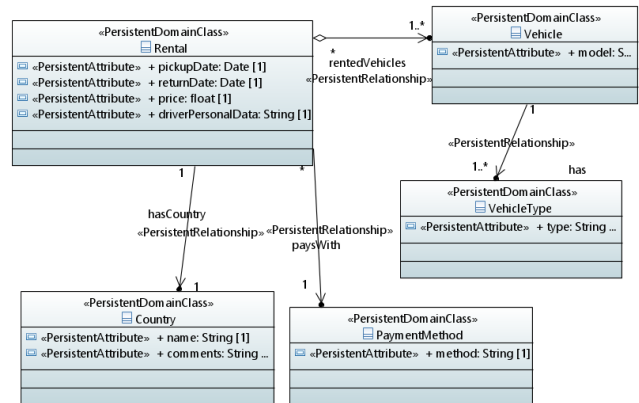 «PersistentDomainClass»
Rental
«PersistentAttribute» + pickupDate: Date [1]
«PersistentAttribute» + returnDate: Date [1]
«PersistentAttribute» + price: float [1]
«PersistentAttribute» + driverPersonalData: String [1]
1..*
*
rentedVehicles
«PersistentRelationship»
«PersistentDomainClass»
Vehicle
«PersistentAttribute» + model: S...
1
«PersistentRelationship»
1..*
has
«PersistentDomainClass»
VehicleType
«PersistentAttribute» + type: String ...
1
hasCountry
«PersistentRelationship»
1
*
«PersistentRelationship»
paysWith
1
«PersistentDomainClass»
Country
«PersistentAttribute» + name: String [1]
«PersistentAttribute» + comments: String ...
«PersistentDomainClass»
PaymentMethod
«PersistentAttribute» + method: String [1]